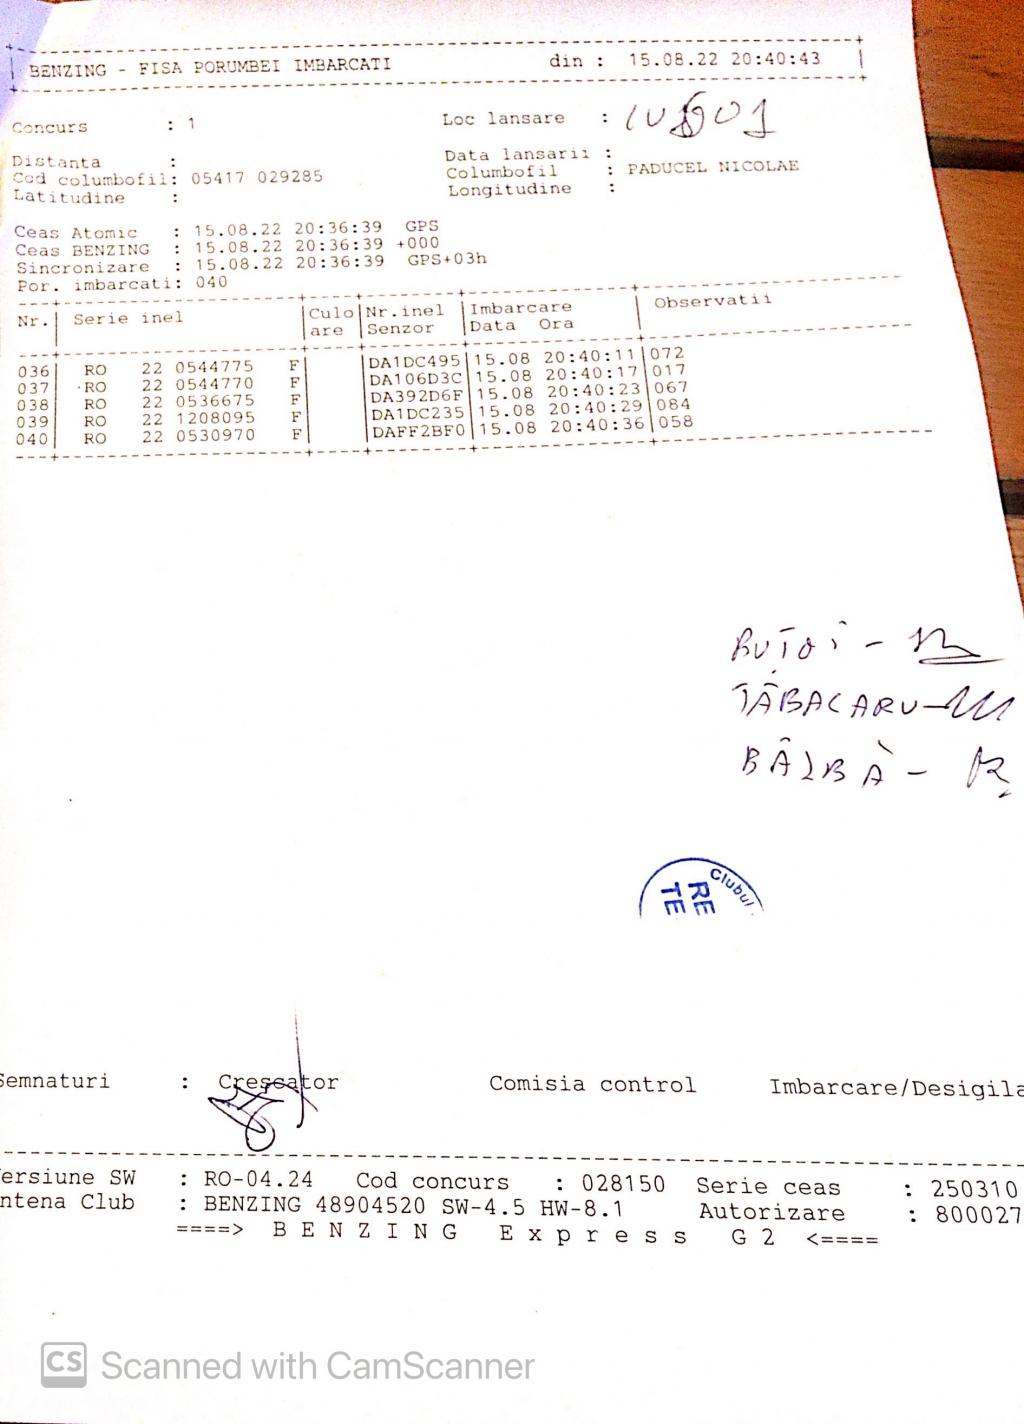 BENZING - FISA PORUMBEI IMBARCATI din : 15.08.22 20:40:43
Concurs : 1 Loc lansare :
Distanta : Data lansarii :
Cod columbofil: 05417 029285 Columbofil : PADUCEL NICOLAE
Latitudine : Longitudine :
Ceas Atomic : 15.08.22 20:36:39 GPS
Ceas BENZING : 15.08.22 20:36:39 +000
Sincronizare : 15.08.22 20:36:39 GPS+03h
Por. imbarcati: 040
Nr. Serie inel Culo Nr.inel Imbarcare Observatii
are Senzor Data Ora
036 RO 22 0544775 F DA1DC495 15.08 20:40:11 072
037 RO 22 0544770 F DA106D3C 15.08 20:40:17 017
038 RO 22 0536675 F DA392D6F 15.08 20:40:23 067
039 RO 22 1208095 F DA1DC235 15.08 20:40:29 084
040 RO 22 0530970 F DAFF2BF0 15.08 20:40:36 058
BUȚOI -
TĂBĂCARU -
BÂLBĂ -
Clubul
RE
TE
Semnaturi : Crescator Comisia control Imbarcare/Desigila
ersiune SW : RO-04.24 Cod concurs : 028150 Serie ceas : 250310
ntena Club : BENZING 48904520 SW-4.5 HW-8.1 Autorizare : 800027
====> B E N Z I N G E x p r e s s G 2 <====
CS Scanned with CamScanner